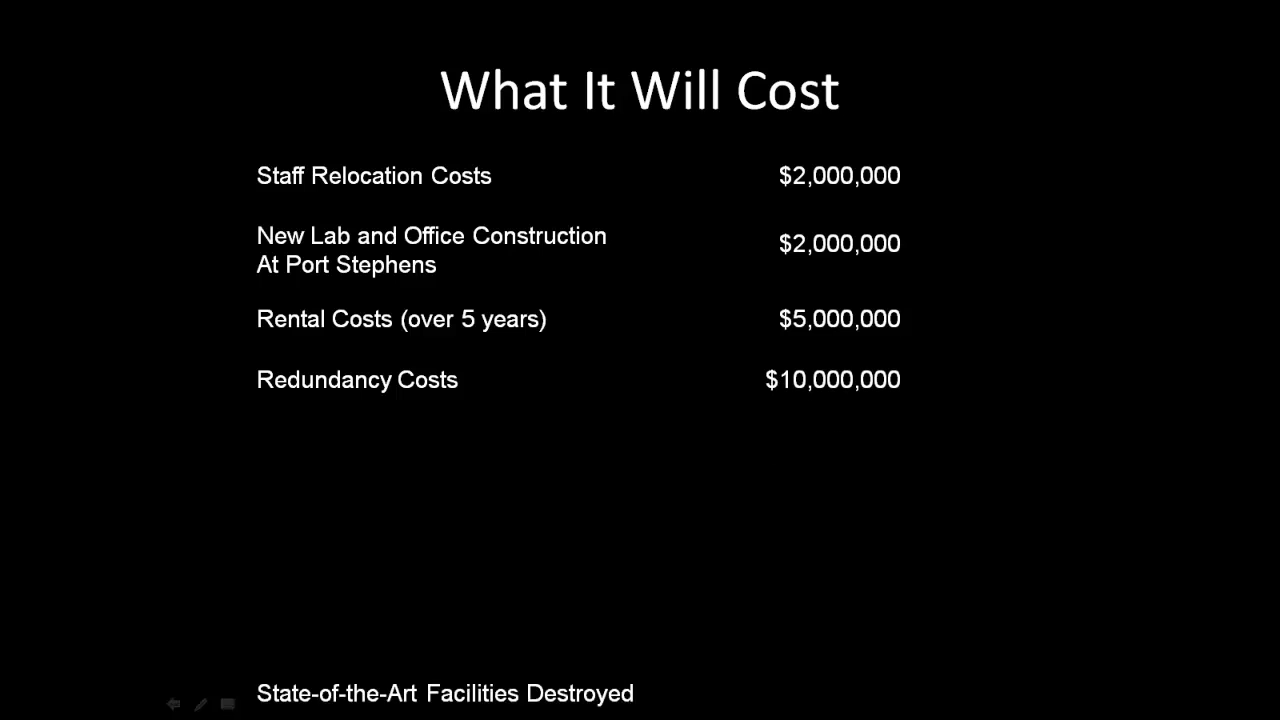 What It Will Cost
Staff Relocation Costs $2,000,000
New Lab and Office Construction
At Port Stephens $2,000,000
Rental Costs (over 5 years) $5,000,000
Redundancy Costs $10,000,000
State-of-the-Art Facilities Destroyed